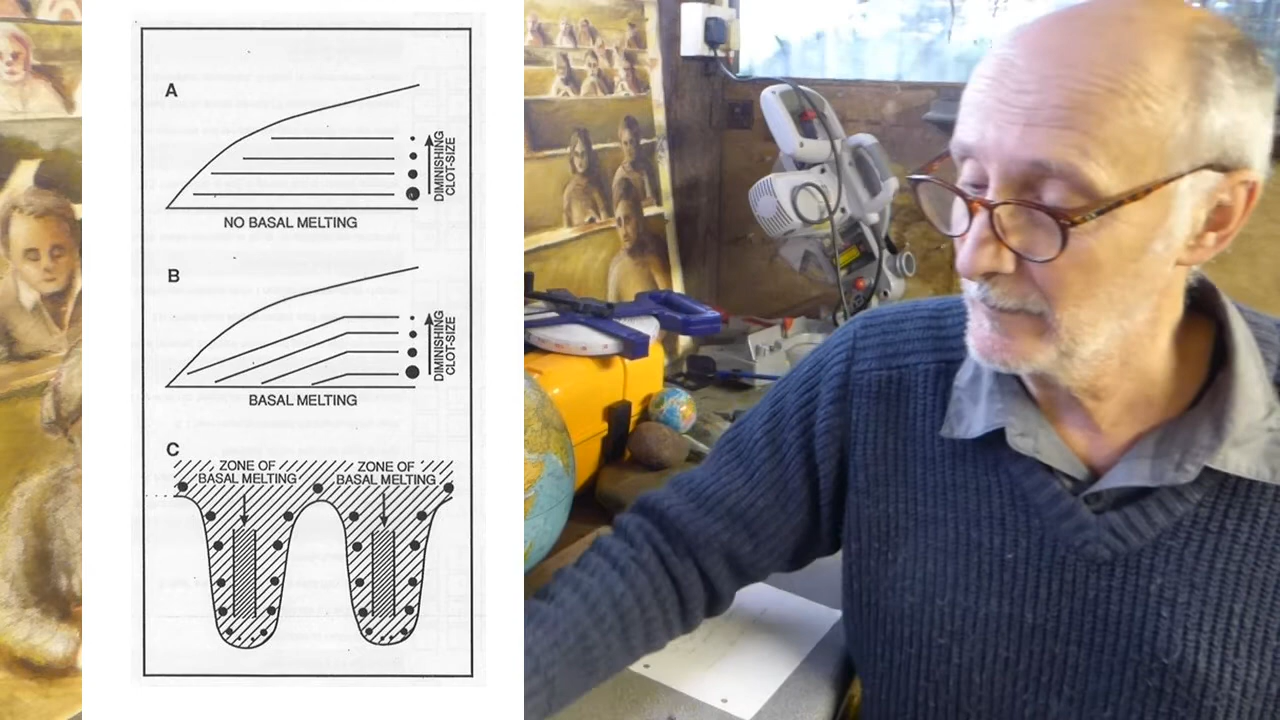 A
DIMINISHING
CLOT-SIZE
NO BASAL MELTING
B
DIMINISHING
CLOT-SIZE
BASAL MELTING
C
ZONE OF
BASAL MELTING
ZONE OF
BASAL MELTING